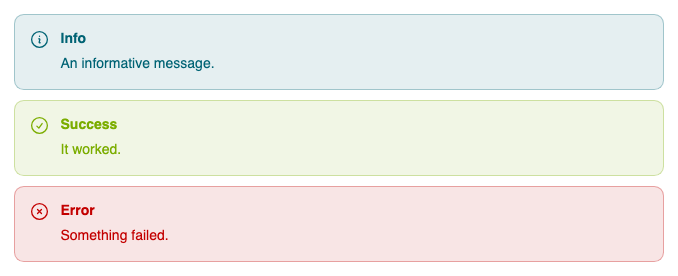 Info
An informative message.
Success
It worked.
Error
Something failed.